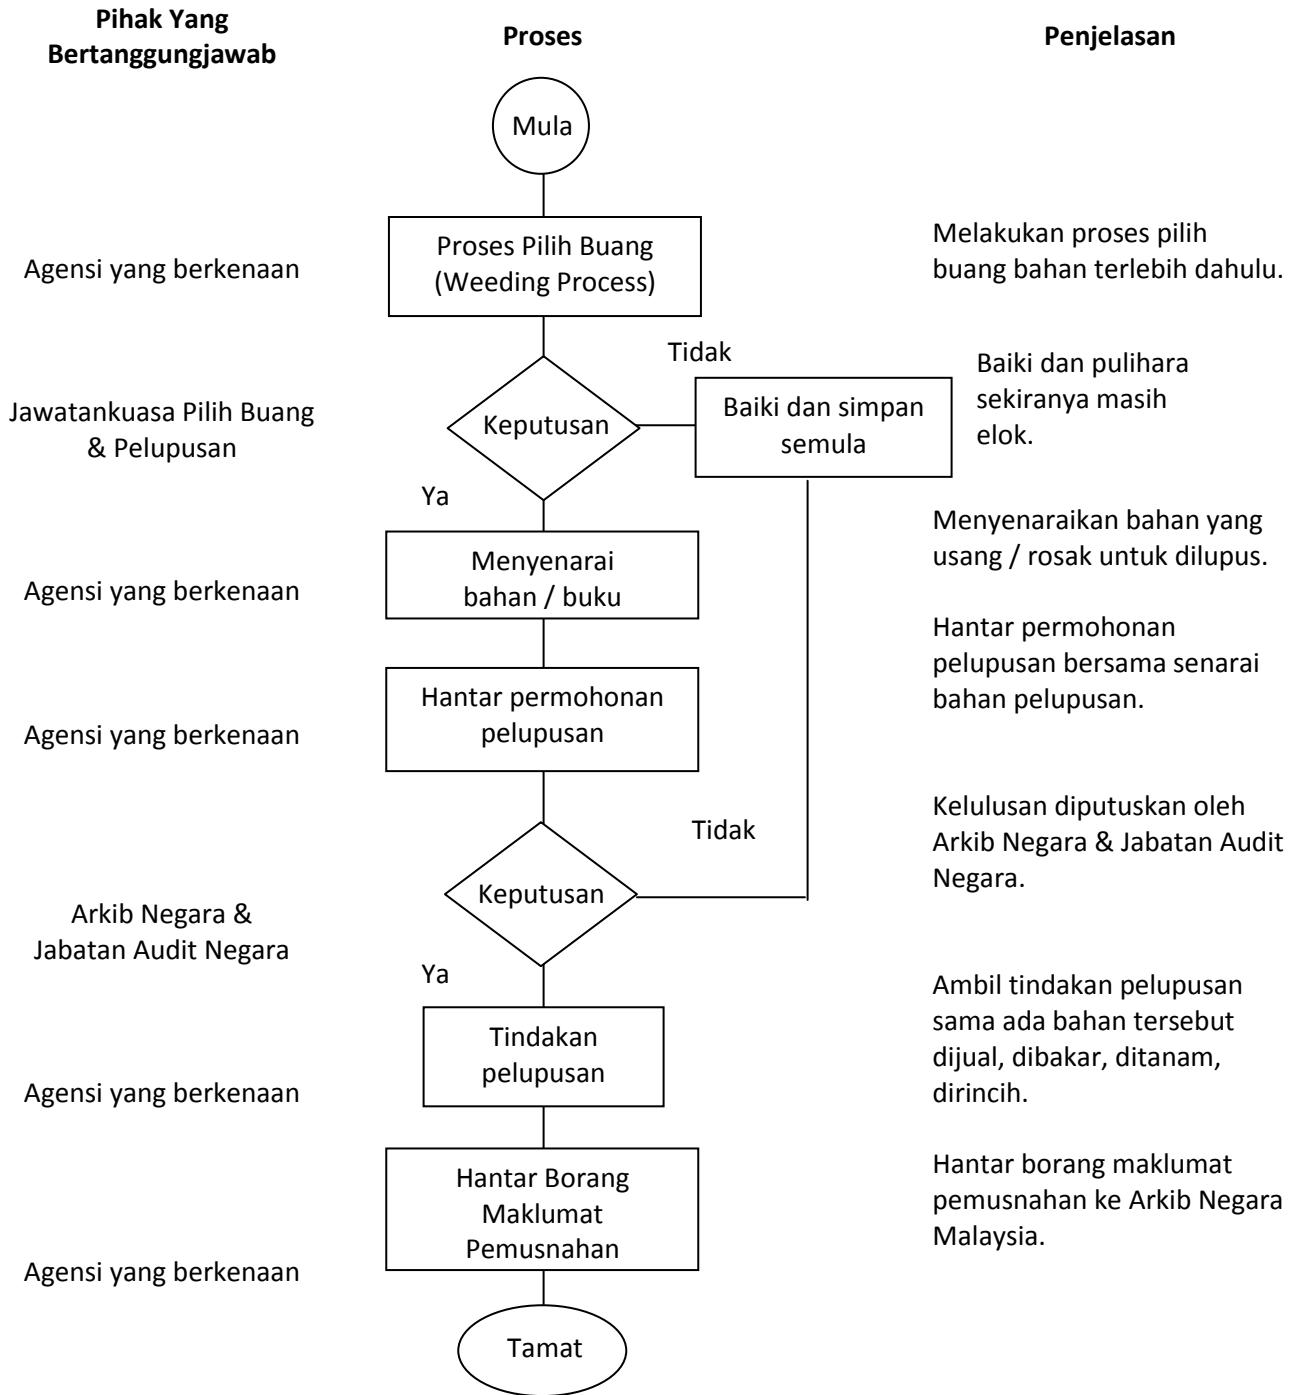 Pihak Yang
Bertanggungjawab
Proses
Penjelasan
Mula
Agensi yang berkenaan
Proses Pilih Buang
(Weeding Process)
Melakukan proses pilih
buang bahan terlebih dahulu.
Jawatankuasa Pilih Buang
& Pelupusan
Keputusan
Tidak
Baiki dan simpan
semula
Baiki dan pulihara
sekiranya masih
elok.
Ya
Agensi yang berkenaan
Menyenarai
bahan / buku
Menyenaraikan bahan yang
usang / rosak untuk dilupus.
Agensi yang berkenaan
Hantar permohonan
pelupusan
Hantar permohonan
pelupusan bersama senarai
bahan pelupusan.
Arkib Negara &
Jabatan Audit Negara
Keputusan
Tidak
Kelulusan diputuskan oleh
Arkib Negara & Jabatan Audit
Negara.
Ya
Agensi yang berkenaan
Tindakan
pelupusan
Ambil tindakan pelupusan
sama ada bahan tersebut
dijual, dibakar, ditanam,
dirincih.
Agensi yang berkenaan
Hantar Borang
Maklumat
Pemusnahan
Hantar borang maklumat
pemusnahan ke Arkib Negara
Malaysia.
Tamat